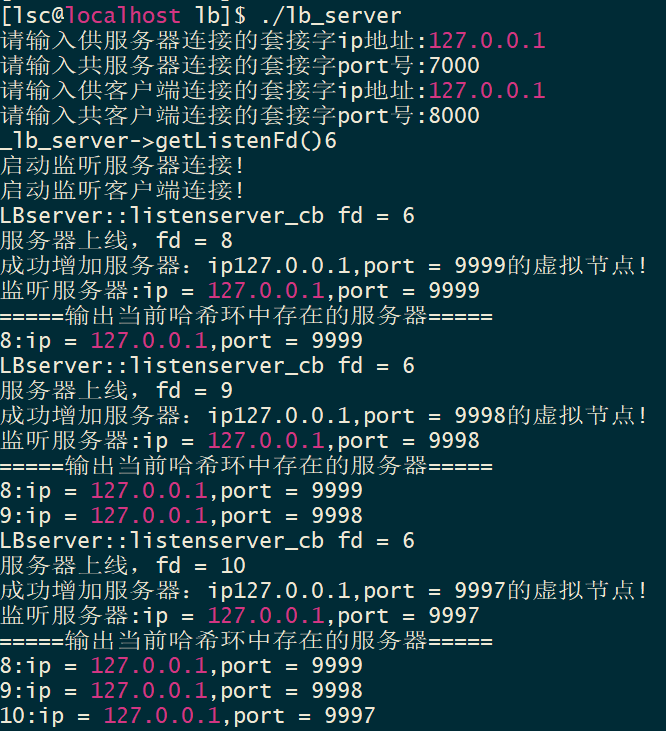 [lsc@localhost lb]$ ./lb_server
请输入供服务器连接的套接字ip地址:127.0.0.1
请输入共服务器连接的套接字port号:7000
请输入供客户端连接的套接字ip地址:127.0.0.1
请输入共客户端连接的套接字port号:8000
_lb_server->getListenFd()6
启动监听服务器连接!
启动监听客户端连接!
LBserver::listenserver_cb fd = 6
服务器上线，fd = 8
成功增加服务器：ip127.0.0.1,port = 9999的虚拟节点!
监听服务器:ip = 127.0.0.1,port = 9999
=====输出当前哈希环中存在的服务器=====
8:ip = 127.0.0.1,port = 9999
LBserver::listenserver_cb fd = 6
服务器上线，fd = 9
成功增加服务器：ip127.0.0.1,port = 9998的虚拟节点!
监听服务器:ip = 127.0.0.1,port = 9998
=====输出当前哈希环中存在的服务器=====
8:ip = 127.0.0.1,port = 9999
9:ip = 127.0.0.1,port = 9998
LBserver::listenserver_cb fd = 6
服务器上线，fd = 10
成功增加服务器：ip127.0.0.1,port = 9997的虚拟节点!
监听服务器:ip = 127.0.0.1,port = 9997
=====输出当前哈希环中存在的服务器=====
8:ip = 127.0.0.1,port = 9999
9:ip = 127.0.0.1,port = 9998
10:ip = 127.0.0.1,port = 9997